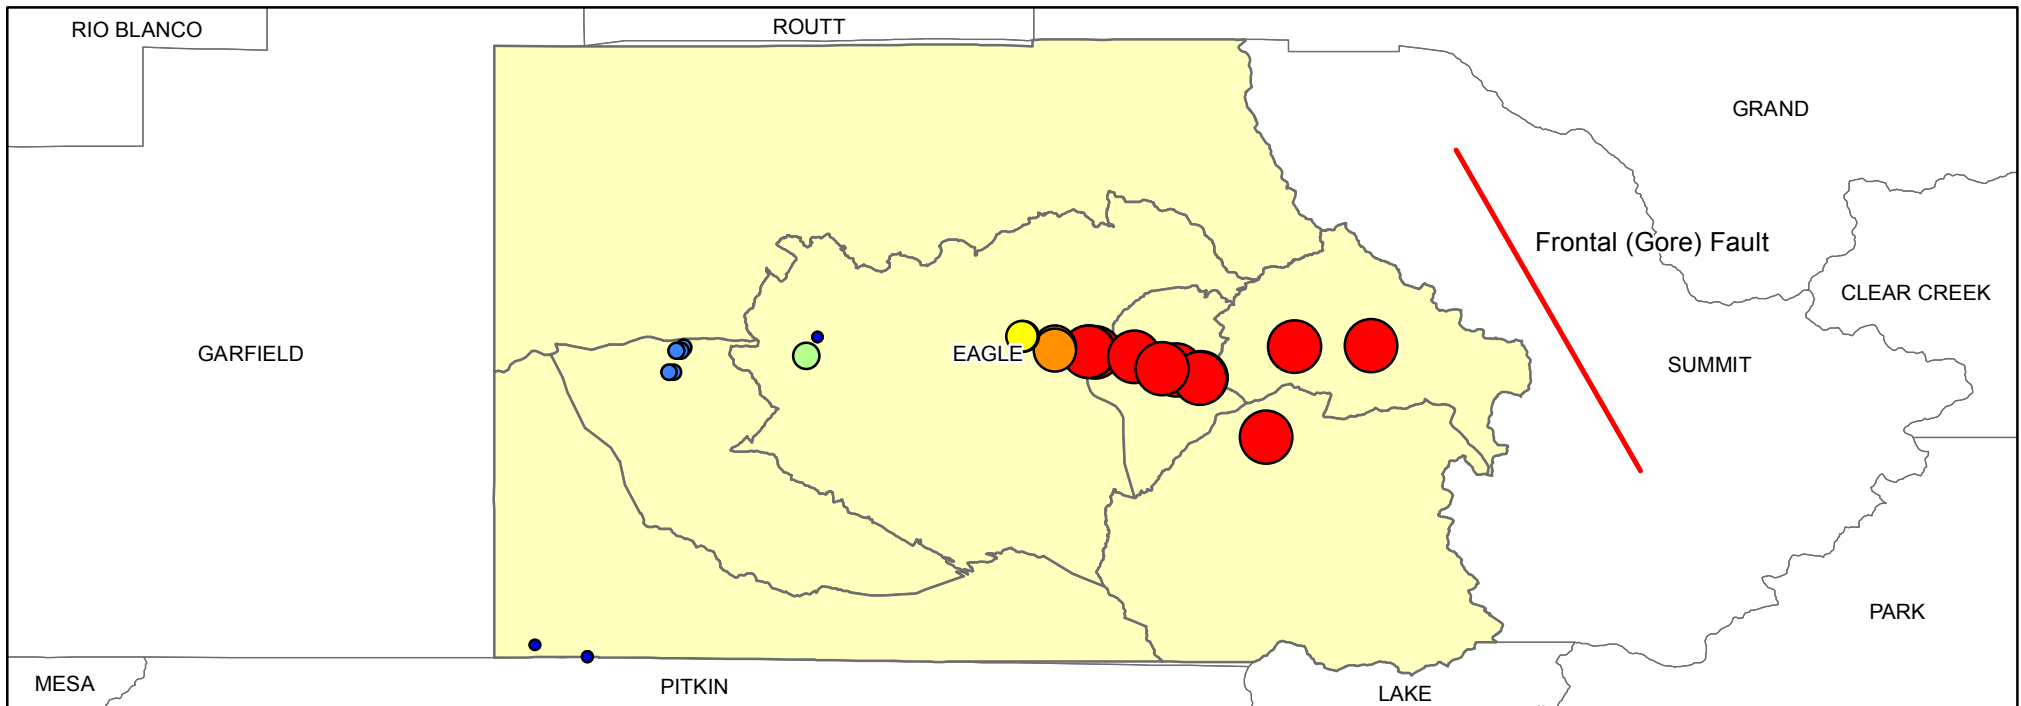 RIO BLANCO
ROUTT
GRAND
Frontal (Gore) Fault
CLEAR CREEK
GARFIELD
EAGLE
SUMMIT
PARK
MESA
PITKIN
LAKE